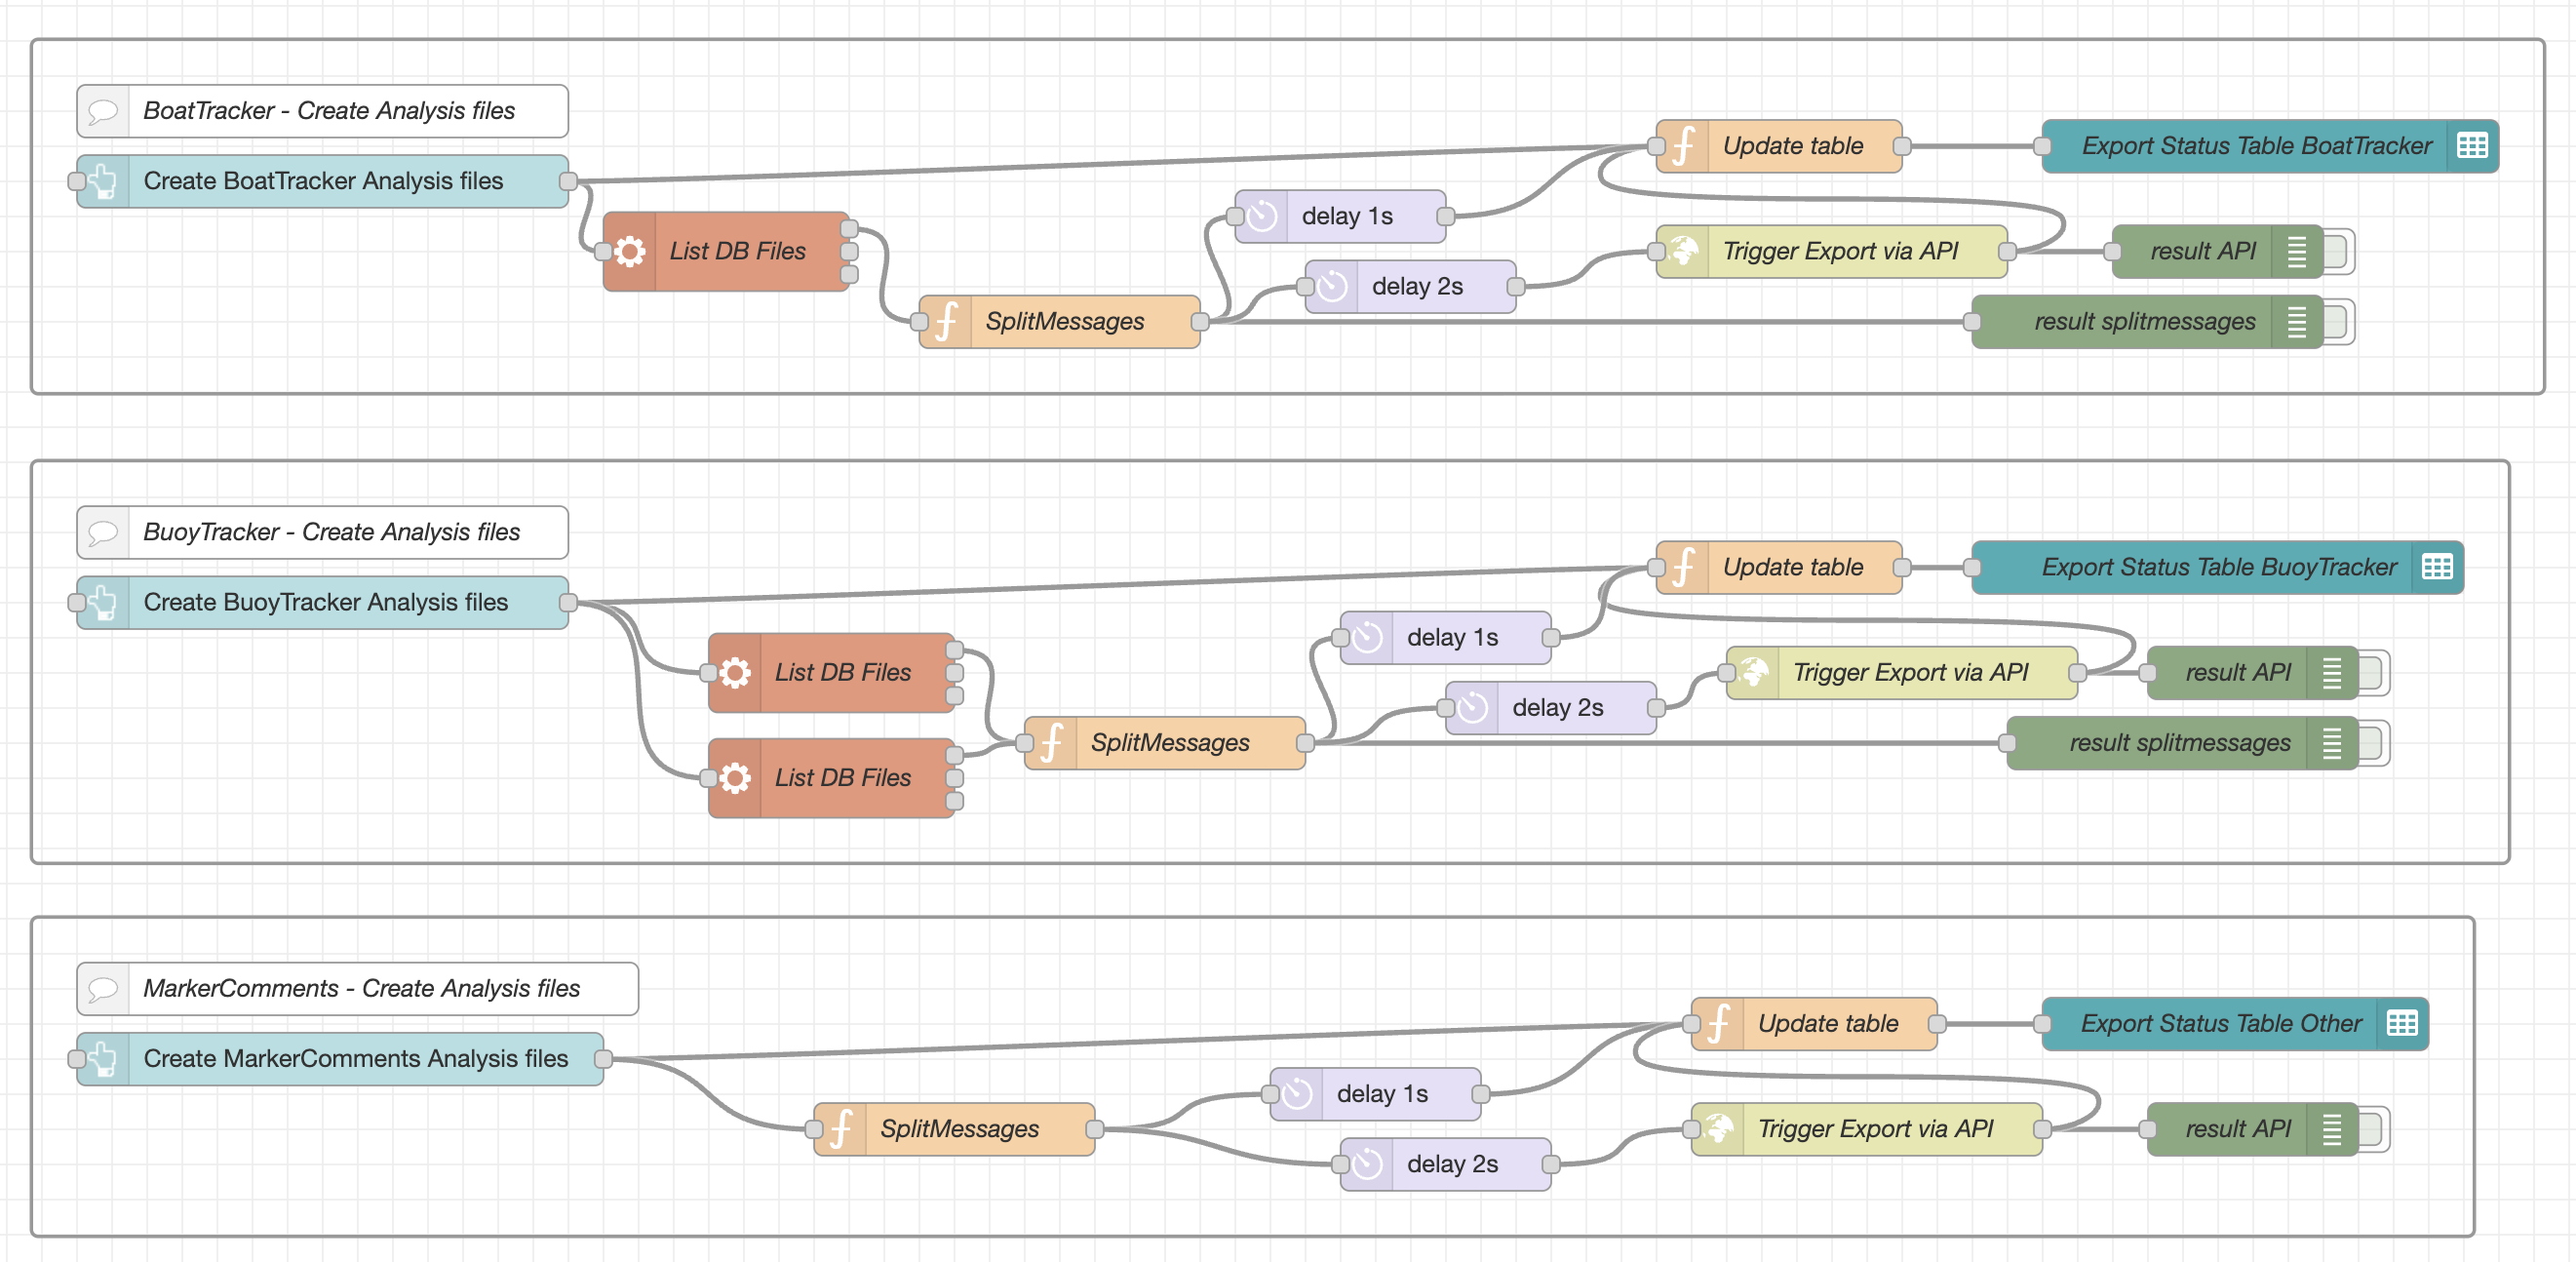 BoatTracker - Create Analysis files
Create BoatTracker Analysis files
List DB Files
SplitMessages
delay 1s
delay 2s
Update table
Export Status Table BoatTracker
Trigger Export via API
result API
result splitmessages
BuoyTracker - Create Analysis files
Create BuoyTracker Analysis files
List DB Files
List DB Files
SplitMessages
delay 1s
delay 2s
Update table
Export Status Table BuoyTracker
Trigger Export via API
result API
result splitmessages
MarkerComments - Create Analysis files
Create MarkerComments Analysis files
SplitMessages
delay 1s
delay 2s
Update table
Export Status Table Other
Trigger Export via API
result API